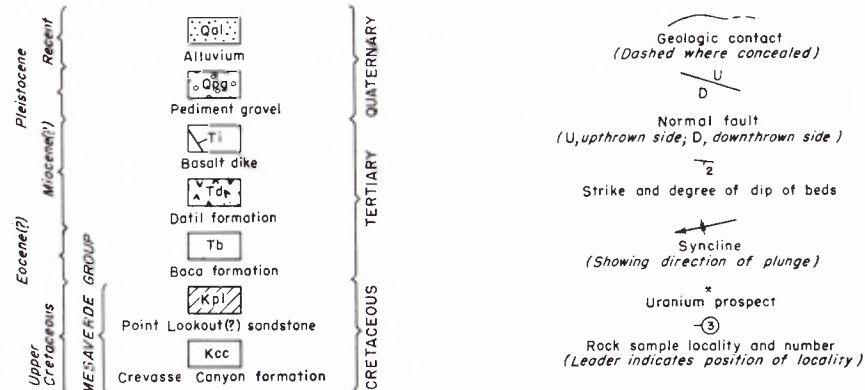 Recent
Pleistocene
Miocene(?)
Eocene(?)
Upper
Cretaceous
MESAVERDE GROUP
Qal
Alluvium
Qpg
Pediment gravel
Ti
Basalt dike
Td
Datil formation
Tb
Baca formation
Kpl
Point Lookout(?) sandstone
Kcc
Crevasse Canyon formation
QUATERNARY
TERTIARY
CRETACEOUS
Geologic contact
(Dashed where concealed)
U
D
Normal fault
(U, upthrown side; D, downthrown side)
2
Strike and degree of dip of beds
Syncline
(Showing direction of plunge)
Uranium prospect
3
Rock sample locality and number
(Leader indicates position of locality)